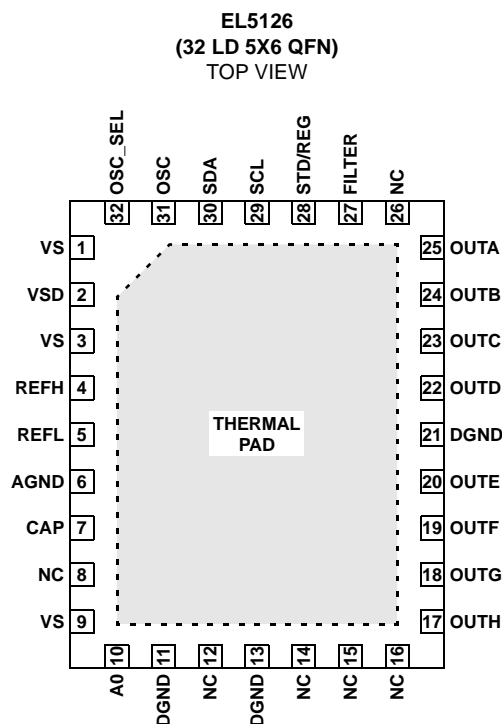 EL5126
(32 LD 5X6 QFN)
TOP VIEW
32 OSC_SEL
31 OSC
30 SDA
29 SCL
28 STD/REG
27 FILTER
26 NC
VS 1
VSD 2
VS 3
REFH 4
REFL 5
AGND 6
CAP 7
NC 8
VS 9
THERMAL
PAD
25 OUTA
24 OUTB
23 OUTC
22 OUTD
21 DGND
20 OUTE
19 OUTF
18 OUTG
17 OUTH
A0 10
DGND 11
NC 12
DGND 13
NC 14
NC 15
NC 16